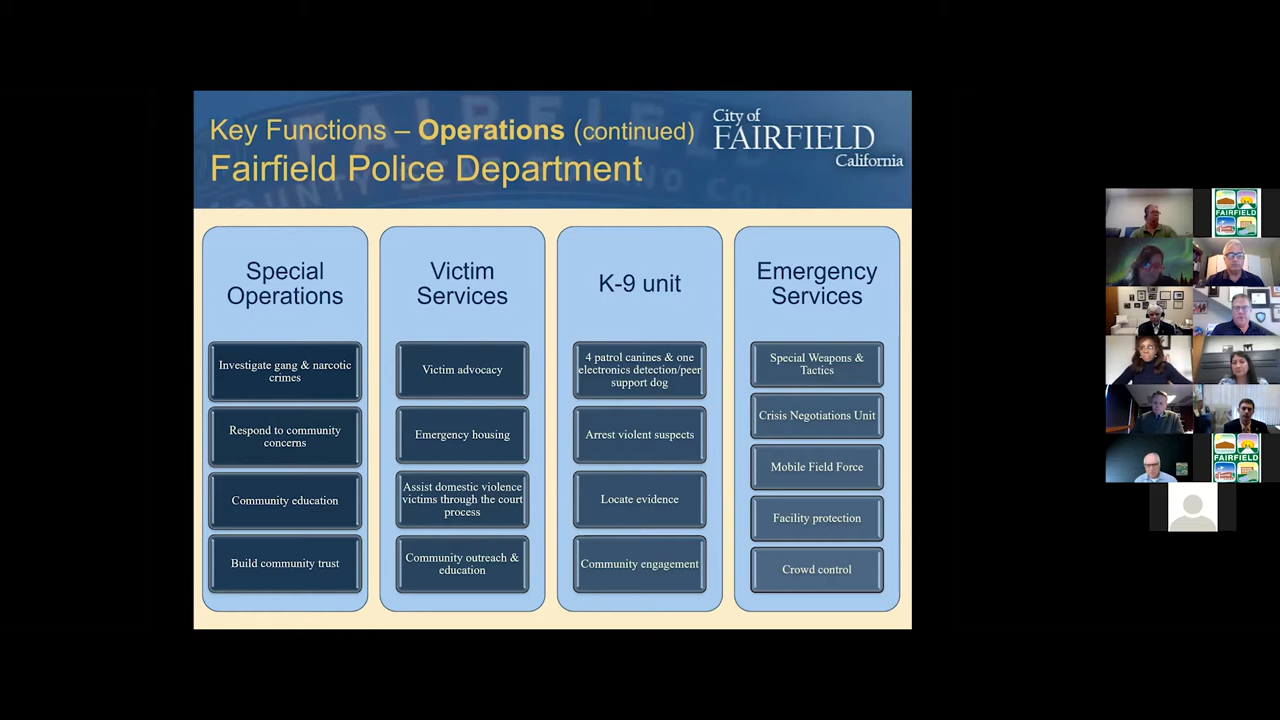 Key Functions – Operations (continued)
Fairfield Police Department
City of
FAIRFIELD
California
Special
Operations
Investigate gang & narcotic
crimes
Respond to community
concerns
Community education
Build community trust
Victim
Services
Victim advocacy
Emergency housing
Assist domestic violence
victims through the court
process
Community outreach &
education
K-9 unit
4 patrol canines & one
electronics detection/peer
support dog
Arrest violent suspects
Locate evidence
Community engagement
Emergency
Services
Special Weapons &
Tactics
Crisis Negotiations Unit
Mobile Field Force
Facility protection
Crowd control
FAIRFIELD
FAIRFIELD